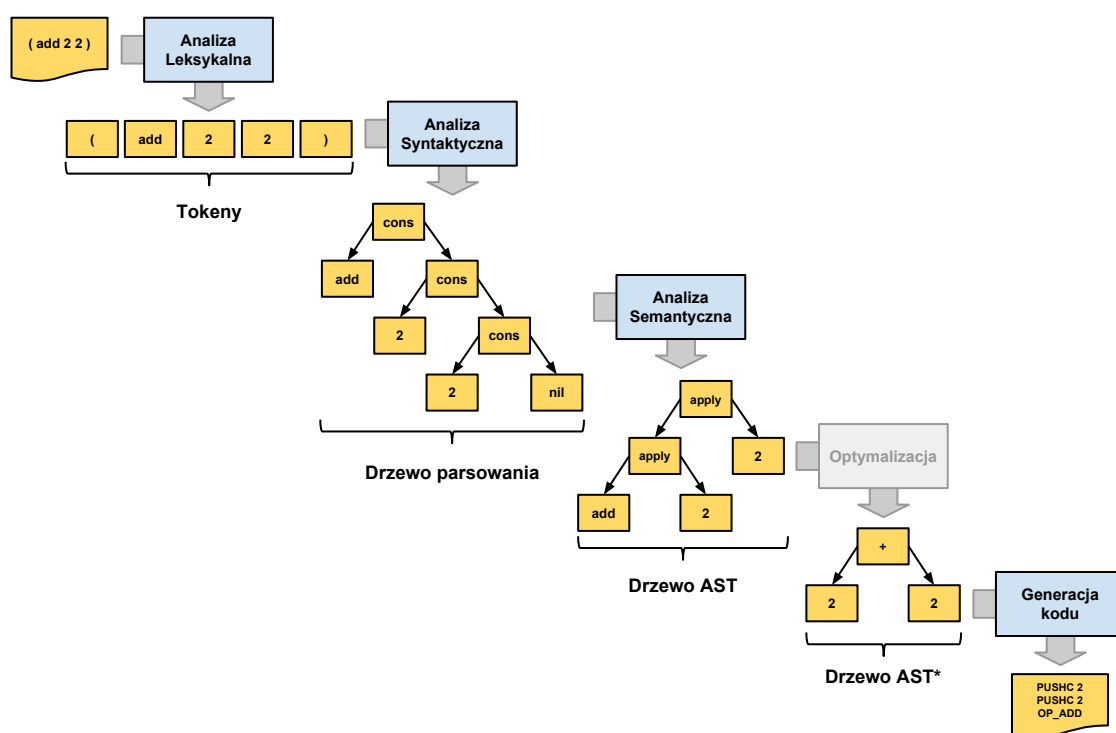 ( add 2 2 )
Analiza
Leksykalna
( add 2 2 )
Tokeny
Analiza
Syntaktyczna
cons
add cons
2 cons
2 nil
Drzewo parsowania
Analiza
Semantyczna
apply
apply 2
add 2
Drzewo AST
Optymalizacja
+
2 2
Drzewo AST*
Generacja
kodu
PUSHC 2
PUSHC 2
OP_ADD